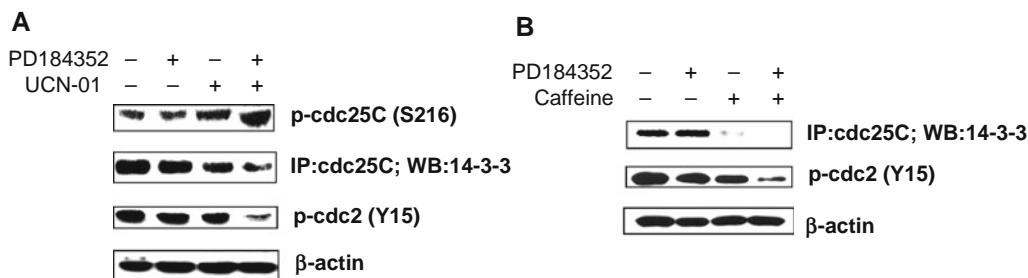 A
PD184352 – + – +
UCN-01 – – + +
p-cdc25C (S216)
IP:cdc25C; WB:14-3-3
p-cdc2 (Y15)
β-actin
B
PD184352 – + – +
Caffeine – – + +
IP:cdc25C; WB:14-3-3
p-cdc2 (Y15)
β-actin